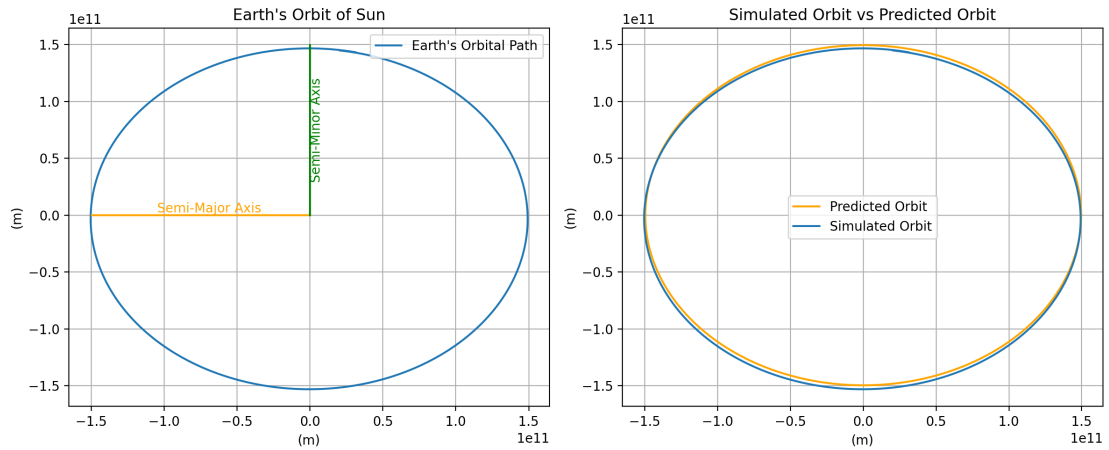 Earth's Orbit of Sun
1e11
Earth's Orbital Path
1.5
1.0
0.5
0.0
−0.5
−1.0
−1.5
(m)
Semi-Minor Axis
Semi-Major Axis
−1.5 −1.0 −0.5 0.0 0.5 1.0 1.5
(m)
1e11
Simulated Orbit vs Predicted Orbit
1e11
1.5
1.0
0.5
0.0
−0.5
−1.0
−1.5
(m)
Predicted Orbit
Simulated Orbit
−1.5 −1.0 −0.5 0.0 0.5 1.0 1.5
(m)
1e11